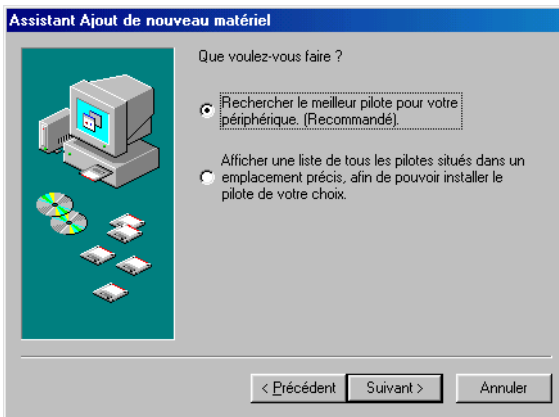 Assistant Ajout de nouveau matériel
Que voulez-vous faire ?
Rechercher le meilleur pilote pour votre
périphérique. (Recommandé).
Afficher une liste de tous les pilotes situés dans un
emplacement précis, afin de pouvoir installer le
pilote de votre choix.
< Précédent
Suivant >
Annuler